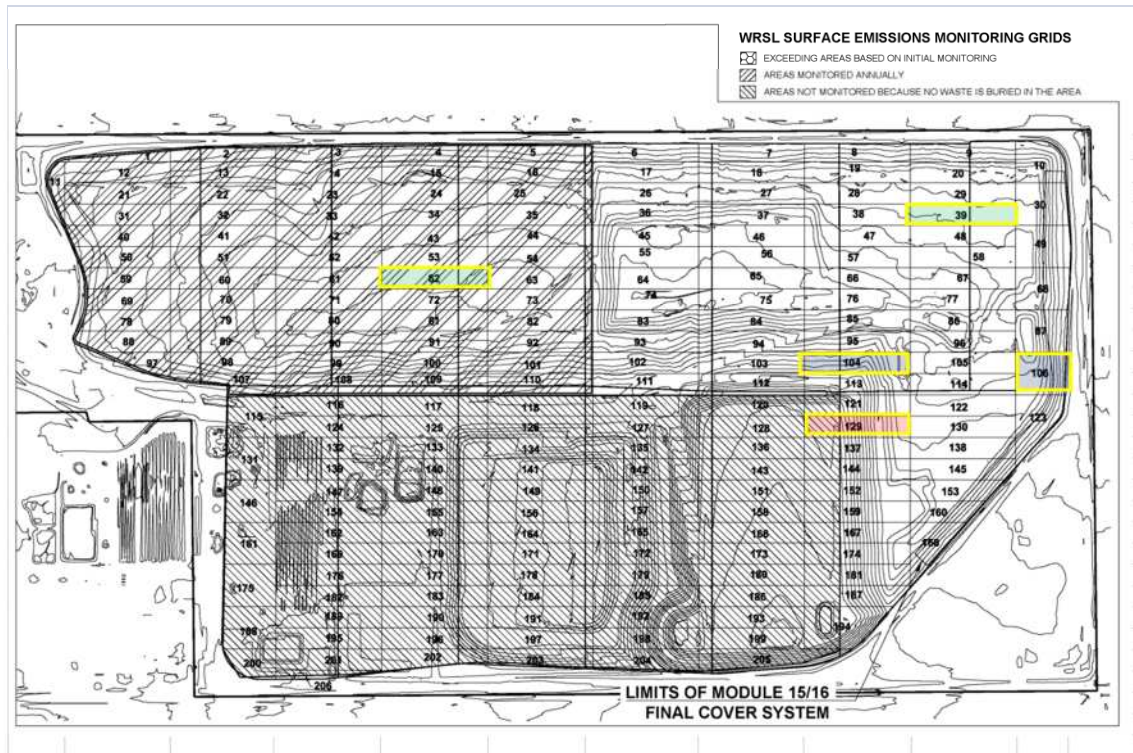 WRSL SURFACE EMISSIONS MONITORING GRIDS
EXCEEDING AREAS BASED ON INITIAL MONITORING
AREAS MONITORED ANNUALLY
AREAS NOT MONITORED BECAUSE NO WASTE IS BURIED IN THE AREA
1 2 3 4 5 6 7 8 9 10
11 12 13 15 16 17 18 19 20
21 22 23 24 25 26 27 28 29 30
31 32 33 34 35 36 37 38 39
40 41 42 43 44 45 46 47 48 49
50 51 52 53 54 55 56 57 58
59 60 61 62 63 64 65 66 67 68
69 70 71 72 73 74 75 76 77
78 79 80 81 82 83 84 85 86 87
88 89 90 91 92 93 94 95 96
97 98 99 100 101 102 103 104 105 106
107 108 109 110 111 112 113 114
115 116 117 118 119 120 121 122 123
124 125 126 127 128 129 130
131 132 133 134 135 136 137 138
139 140 141 142 143 144 145
146 147 148 149 150 151 152 153
154 155 156 157 158 159 160
161 162 163 164 165 166 167 168
169 170 171 172 173 174
175 176 177 178 179 180 181
182 183 184 185 186 187
188 189 190 191 192 193 194
195 196 197 198 199
200 201 202 203 204 205
206
LIMITS OF MODULE 15/16
FINAL COVER SYSTEM